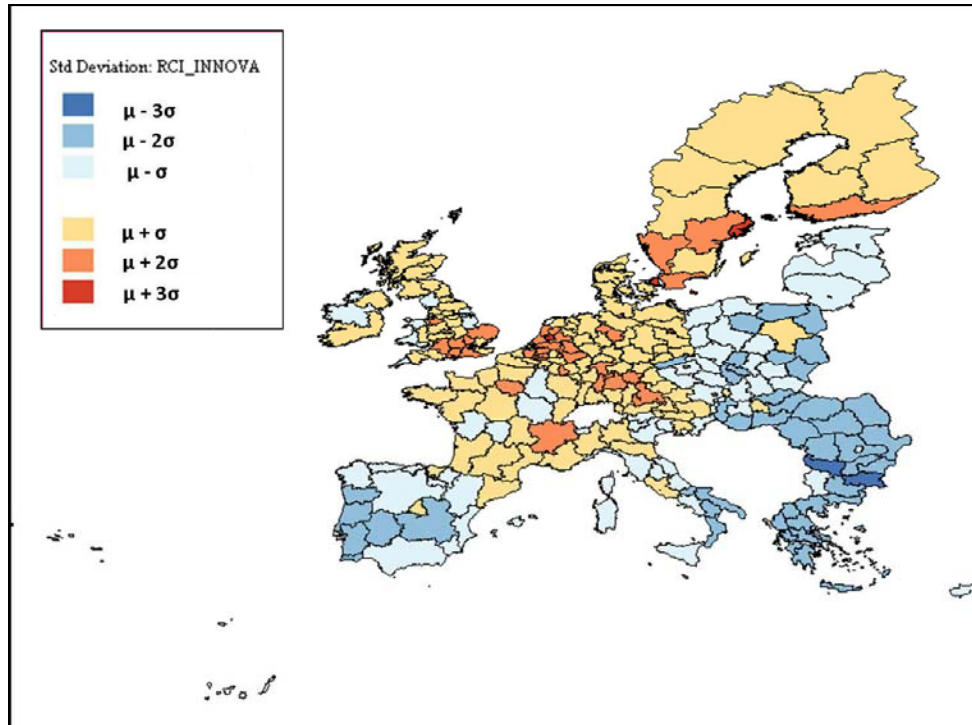 Std Deviation: RCI_INNOVA
μ - 3σ
μ - 2σ
μ - σ
μ + σ
μ + 2σ
μ + 3σ